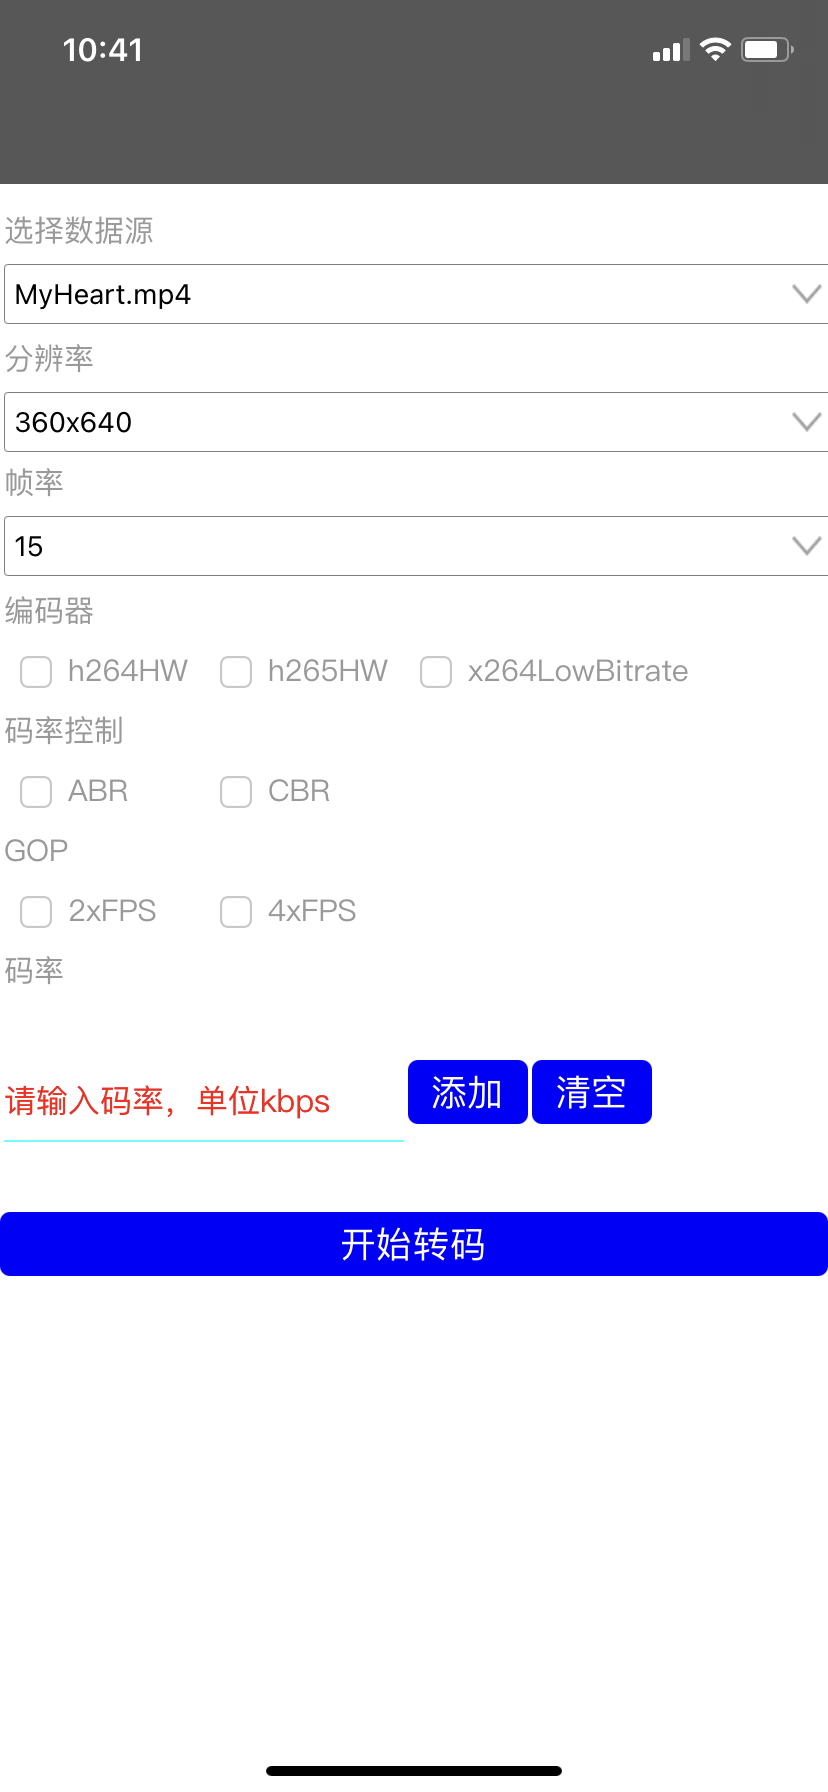 10:41
选择数据源
MyHeart.mp4
分辨率
360x640
帧率
15
编码器
h264HW h265HW x264LowBitrate
码率控制
ABR CBR
GOP
2xFPS 4xFPS
码率
请输入码率，单位kbps 添加 清空
开始转码